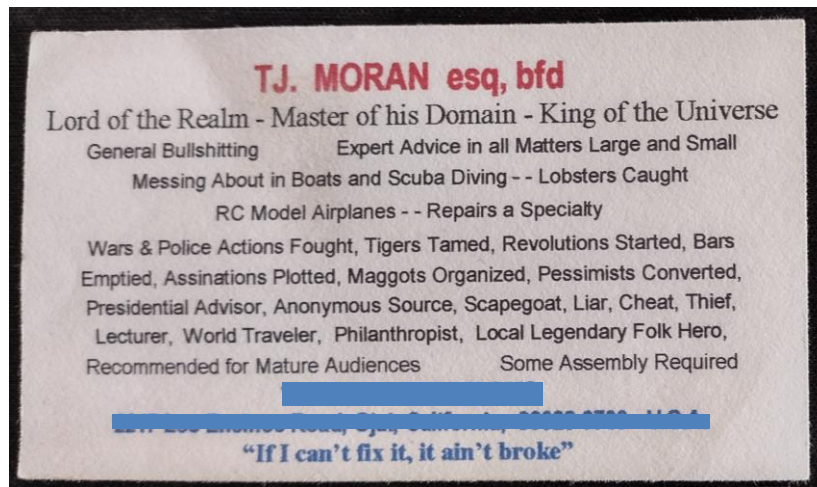 TJ. MORAN esq, bfd
Lord of the Realm - Master of his Domain - King of the Universe
General Bullshitting Expert Advice in all Matters Large and Small
Messing About in Boats and Scuba Diving - - Lobsters Caught
RC Model Airplanes - - Repairs a Specialty
Wars & Police Actions Fought, Tigers Tamed, Revolutions Started, Bars
Emptied, Assinations Plotted, Maggots Organized, Pessimists Converted,
Presidential Advisor, Anonymous Source, Scapegoat, Liar, Cheat, Thief,
Lecturer, World Traveler, Philanthropist, Local Legendary Folk Hero,
Recommended for Mature Audiences Some Assembly Required
“If I can’t fix it, it ain’t broke”